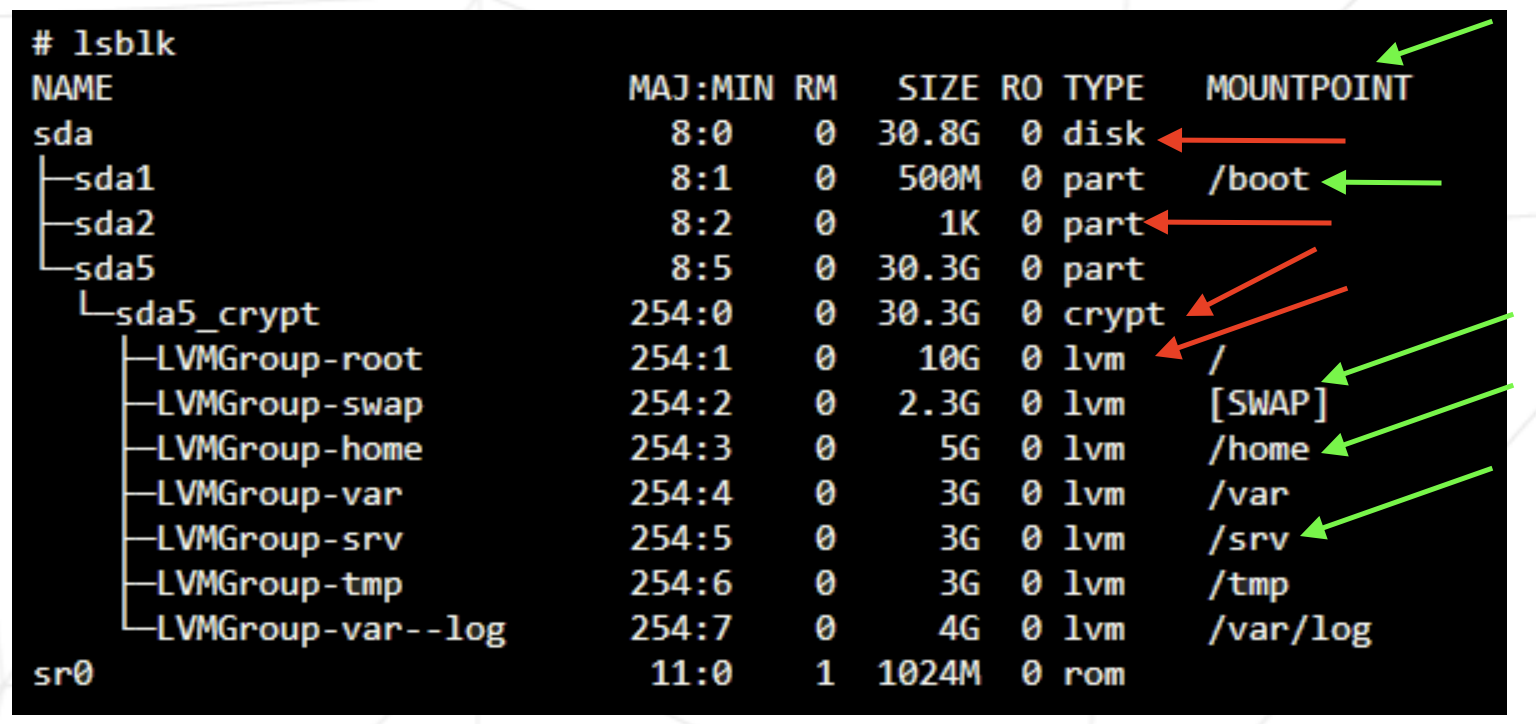 # lsblk
NAME MAJ:MIN RM SIZE RO TYPE MOUNTPOINT
sda 8:0 0 30.8G 0 disk
├─sda1 8:1 0 500M 0 part /boot
├─sda2 8:2 0 1K 0 part
└─sda5 8:5 0 30.3G 0 part
└─sda5_crypt 254:0 0 30.3G 0 crypt
├─LVMGroup-root 254:1 0 10G 0 lvm /
├─LVMGroup-swap 254:2 0 2.3G 0 lvm [SWAP]
├─LVMGroup-home 254:3 0 5G 0 lvm /home
├─LVMGroup-var 254:4 0 3G 0 lvm /var
├─LVMGroup-srv 254:5 0 3G 0 lvm /srv
├─LVMGroup-tmp 254:6 0 3G 0 lvm /tmp
└─LVMGroup-var--log 254:7 0 4G 0 lvm /var/log
sr0 11:0 1 1024M 0 rom